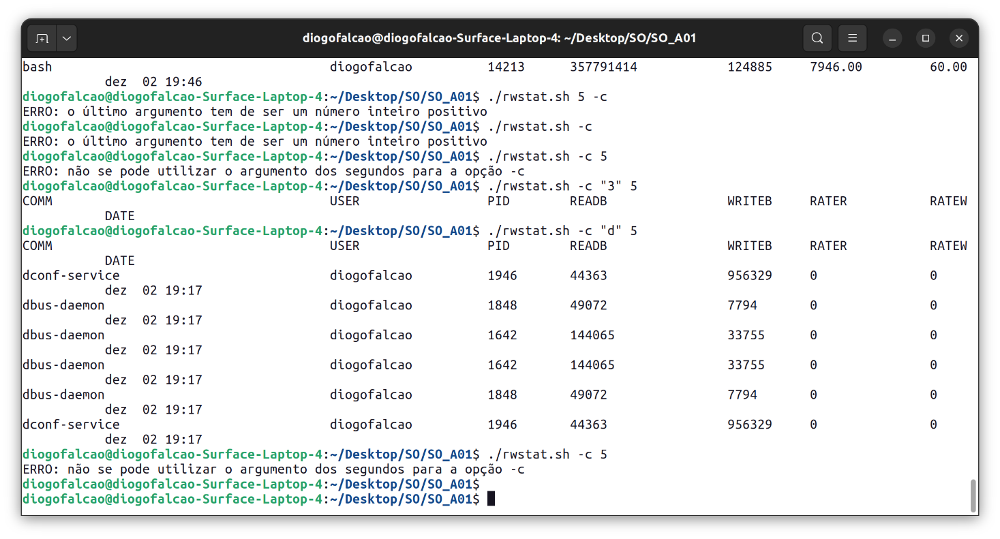 diogofalcao@diogofalcao-Surface-Laptop-4: ~/Desktop/SO/SO_A01
bash diogofalcao 14213 357791414 124885 7946.00 60.00
dez 02 19:46
diogofalcao@diogofalcao-Surface-Laptop-4:~/Desktop/SO/SO_A01$ ./rwstat.sh 5 -c
ERRO: o último argumento tem de ser um número inteiro positivo
diogofalcao@diogofalcao-Surface-Laptop-4:~/Desktop/SO/SO_A01$ ./rwstat.sh -c
ERRO: o último argumento tem de ser um número inteiro positivo
diogofalcao@diogofalcao-Surface-Laptop-4:~/Desktop/SO/SO_A01$ ./rwstat.sh -c 5
ERRO: não se pode utilizar o argumento dos segundos para a opção -c
diogofalcao@diogofalcao-Surface-Laptop-4:~/Desktop/SO/SO_A01$ ./rwstat.sh -c "3" 5
COMM USER PID READB WRITEB RATER RATEW
DATE
diogofalcao@diogofalcao-Surface-Laptop-4:~/Desktop/SO/SO_A01$ ./rwstat.sh -c "d" 5
COMM USER PID READB WRITEB RATER RATEW
DATE
dconf-service diogofalcao 1946 44363 956329 0 0
dez 02 19:17
dbus-daemon diogofalcao 1848 49072 7794 0 0
dez 02 19:17
dbus-daemon diogofalcao 1642 144065 33755 0 0
dez 02 19:17
dbus-daemon diogofalcao 1642 144065 33755 0 0
dez 02 19:17
dbus-daemon diogofalcao 1848 49072 7794 0 0
dez 02 19:17
dconf-service diogofalcao 1946 44363 956329 0 0
dez 02 19:17
diogofalcao@diogofalcao-Surface-Laptop-4:~/Desktop/SO/SO_A01$ ./rwstat.sh -c 5
ERRO: não se pode utilizar o argumento dos segundos para a opção -c
diogofalcao@diogofalcao-Surface-Laptop-4:~/Desktop/SO/SO_A01$
diogofalcao@diogofalcao-Surface-Laptop-4:~/Desktop/SO/SO_A01$